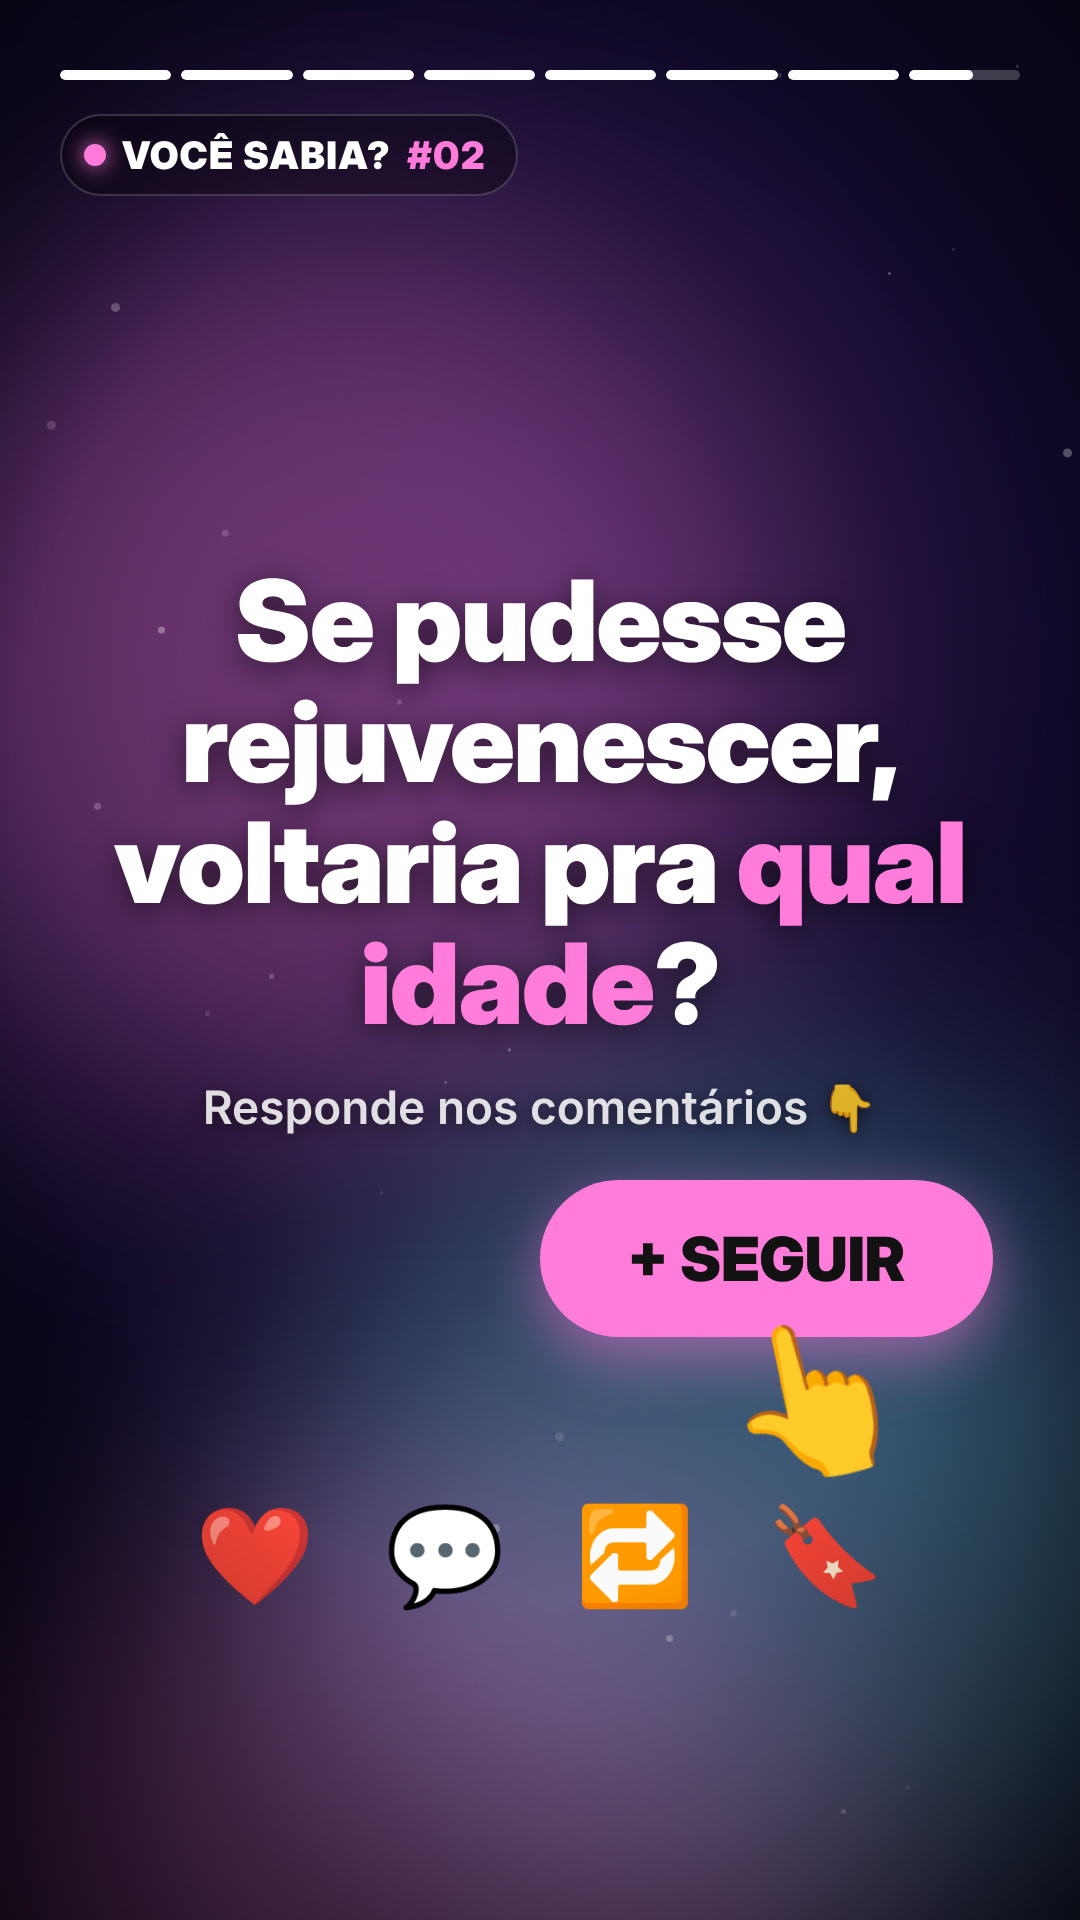 VOCÊ SABIA? #02
Se pudesse
rejuvenescer,
voltaria pra qual
idade?
Responde nos comentários 👇
+ SEGUIR